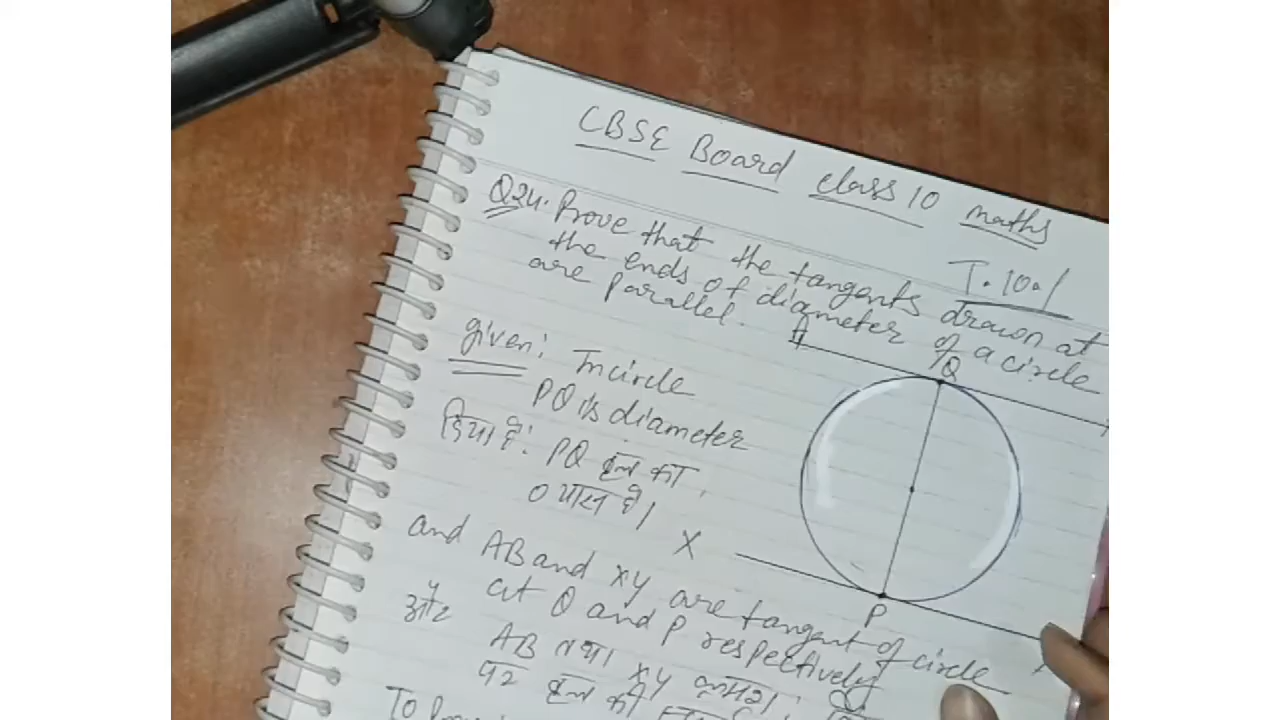 CBSE Board class 10 maths
T. 10.1
Q24. Prove that the tangents drawn at
the ends of diameter of a circle
are parallel.
A
Q
given: In circle
PQ is diameter
दिया है: PQ वृत्त का
व्यास है।
X
P
and AB and xy are tangent of circle
at Q and P respectively
और
AB तथा xy क्रमशः Q
पर वृत्त की
To